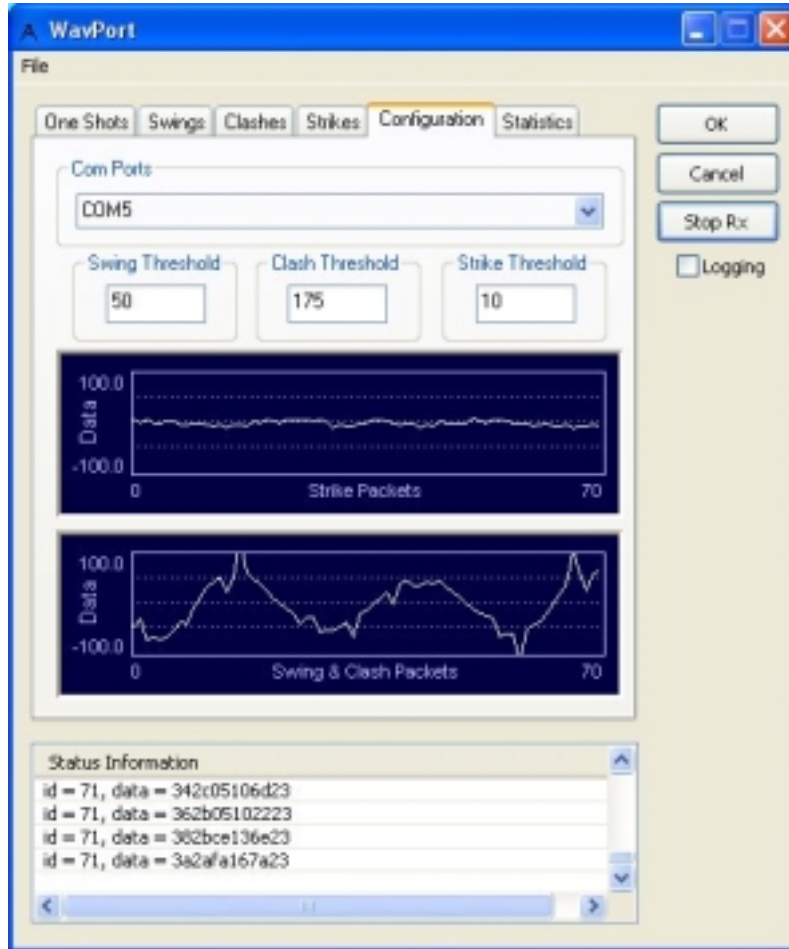 WavPort
File
One Shots Swings Clashes Strikes Configuration Statistics
OK
Cancel
Stop Rx
Logging
Com Ports
COM5
Swing Threshold Clash Threshold Strike Threshold
50 175 10
100.0
Data
-100.0
0 Strike Packets 70
100.0
Data
-100.0
0 Swing & Clash Packets 70
Status Information
id = 71, data = 342c05106d23
id = 71, data = 362b05102223
id = 71, data = 382bce136e23
id = 71, data = 3a2afa167a23